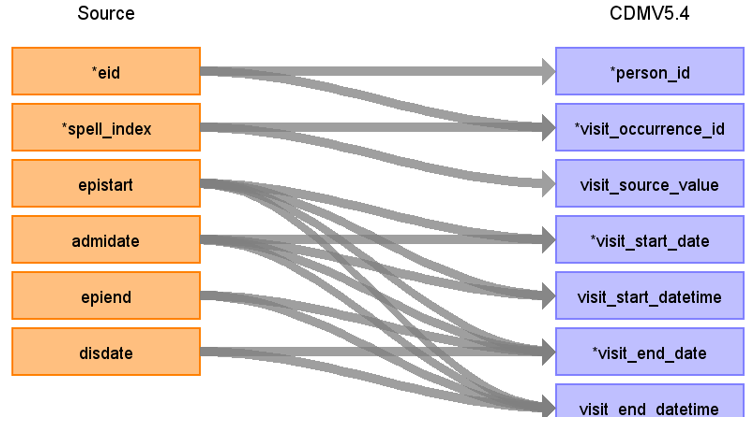 Source CDMV5.4
*eid *person_id
*spell_index *visit_occurrence_id
epistart visit_source_value
admidate *visit_start_date
epiend visit_start_datetime
disdate *visit_end_date
visit_end_datetime